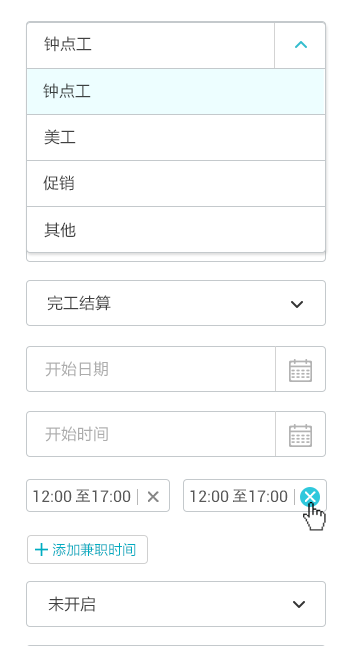 钟点工
钟点工
美工
促销
其他
完工结算
开始日期
开始时间
12:00 至17:00 12:00 至17:00
添加兼职时间
未开启